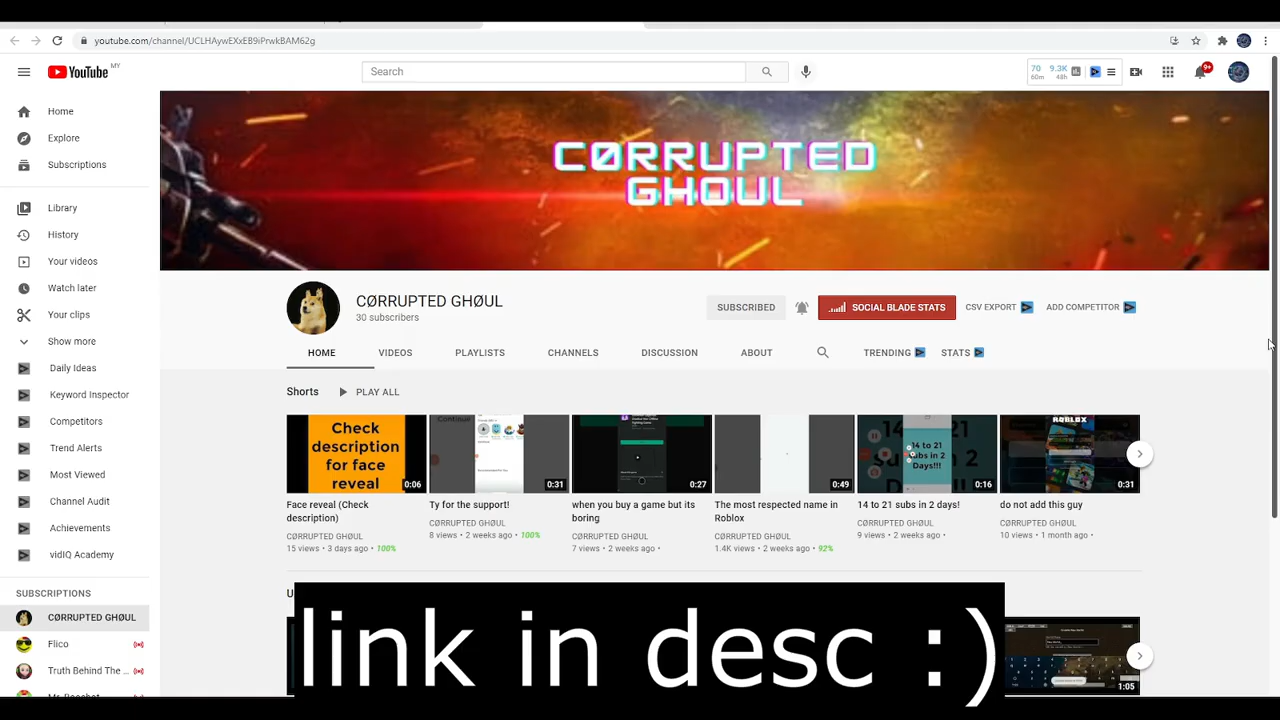 youtube.com/channel/UCLHAywEXxEB9iPrwkBAM62g
YouTube MY
Search
70 9.3K
60m 48h
9+
Home
Explore
Subscriptions
Library
History
Your videos
Watch later
Your clips
Show more
Daily Ideas
Keyword Inspector
Competitors
Trend Alerts
Most Viewed
Channel Audit
Achievements
vidIQ Academy
SUBSCRIPTIONS
CØRRUPTED GHØUL
Flico
Truth Behind The ...
CØRRUPTED
GHOUL
CØRRUPTED GHØUL
30 subscribers
SUBSCRIBED
SOCIAL BLADE STATS
CSV EXPORT
ADD COMPETITOR
HOME VIDEOS PLAYLISTS CHANNELS DISCUSSION ABOUT TRENDING STATS
Shorts PLAY ALL
Check
description
for face
reveal
0:06
Face reveal (Check
description)
CØRRUPTED GHØUL
15 views • 3 days ago • 100%
Continue
0:31
Ty for the support!
CØRRUPTED GHØUL
8 views • 2 weeks ago • 100%
0:27
when you buy a game but its
boring
CØRRUPTED GHØUL
7 views • 2 weeks ago •
0:49
The most respected name in
Roblox
CØRRUPTED GHØUL
1.4K views • 2 weeks ago • 92%
14 to 21
subs in 2
Days!!!
0:16
14 to 21 subs in 2 days!
CØRRUPTED GHØUL
9 views • 2 weeks ago •
ROBLOX
0:31
do not add this guy
CØRRUPTED GHØUL
10 views • 1 month ago •
link in desc :)
1:05